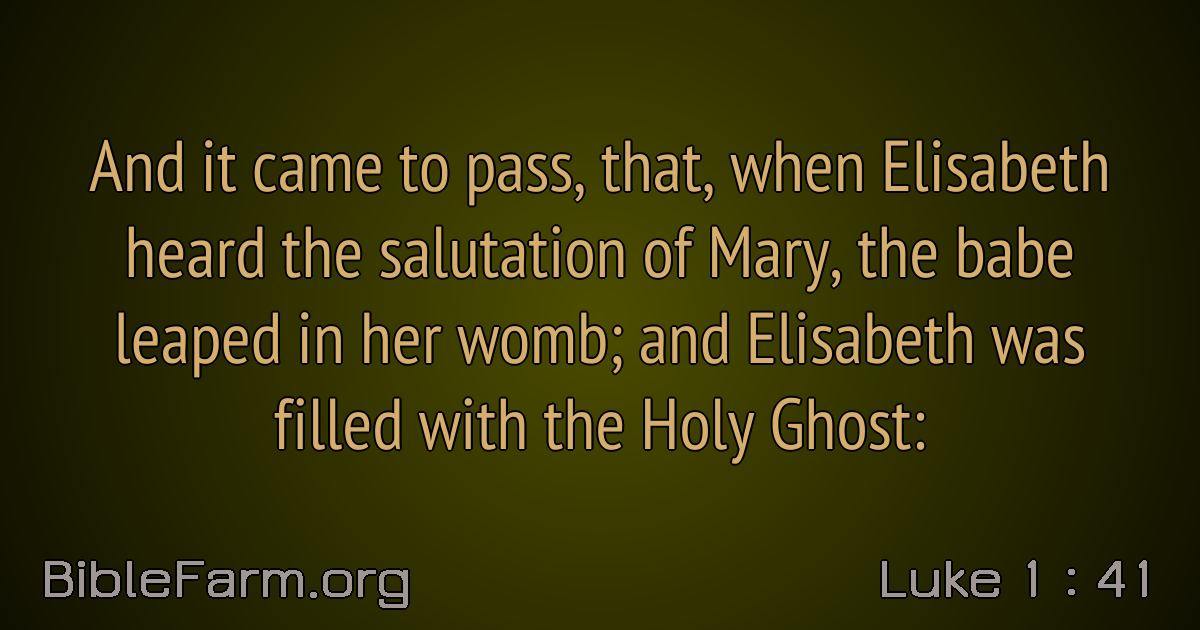 And it came to pass, that, when Elisabeth
heard the salutation of Mary, the babe
leaped in her womb; and Elisabeth was
filled with the Holy Ghost:
BibleFarm.org
Luke 1 : 41